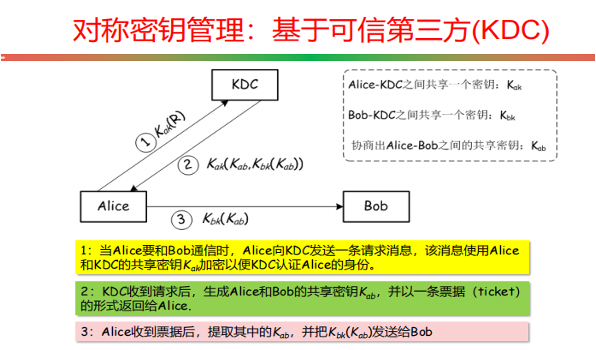 对称密钥管理：基于可信第三方(KDC)
KDC
Alice-KDC之间共享一个密钥：Kak
Bob-KDC之间共享一个密钥：Kbk
协商出Alice-Bob之间的共享密钥：Kab
1 Kak(R)
2 Kak(Kab,Kbk(Kab))
Alice
3 Kbk(Kab)
Bob
1：当Alice要和Bob通信时，Alice向KDC发送一条请求消息，该消息使用Alice
和KDC的共享密钥Kak加密以便KDC认证Alice的身份。
2：KDC收到请求后，生成Alice和Bob的共享密钥Kab，并以一条票据（ticket）
的形式返回给Alice.
3：Alice收到票据后，提取其中的Kab，并把Kbk(Kab)发送给Bob